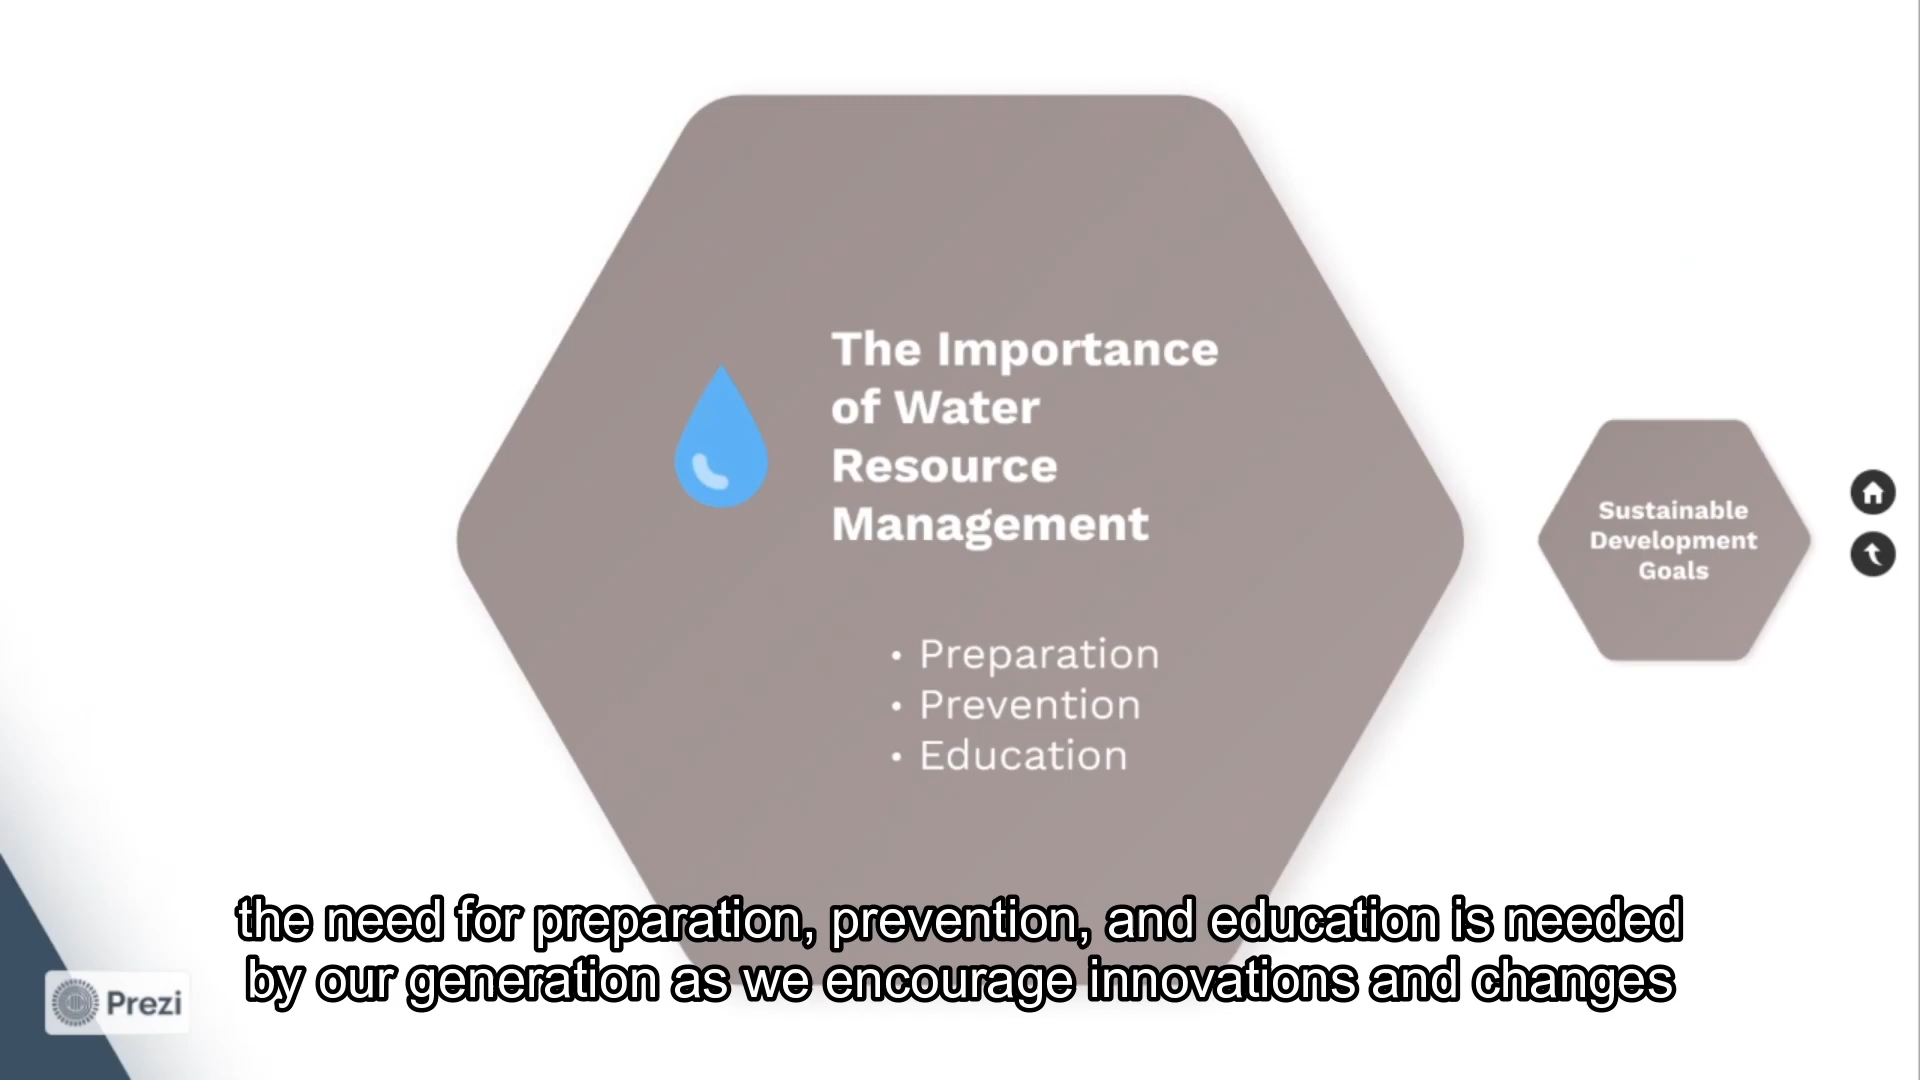 The Importance
of Water
Resource
Management
• Preparation
• Prevention
• Education
Sustainable
Development
Goals
the need for preparation, prevention, and education is needed
by our generation as we encourage innovations and changes
Prezi